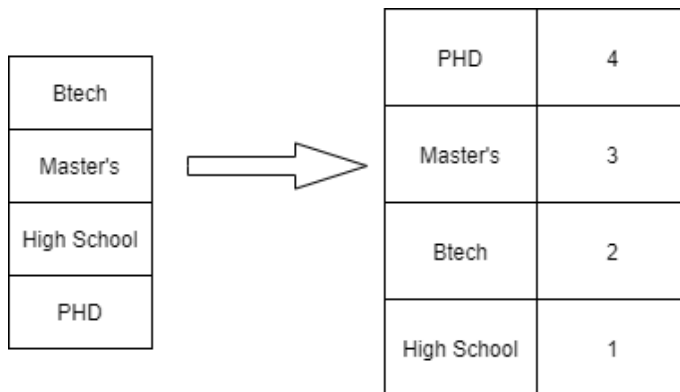 Btech
Master's
High School
PHD
PHD 4
Master's 3
Btech 2
High School 1